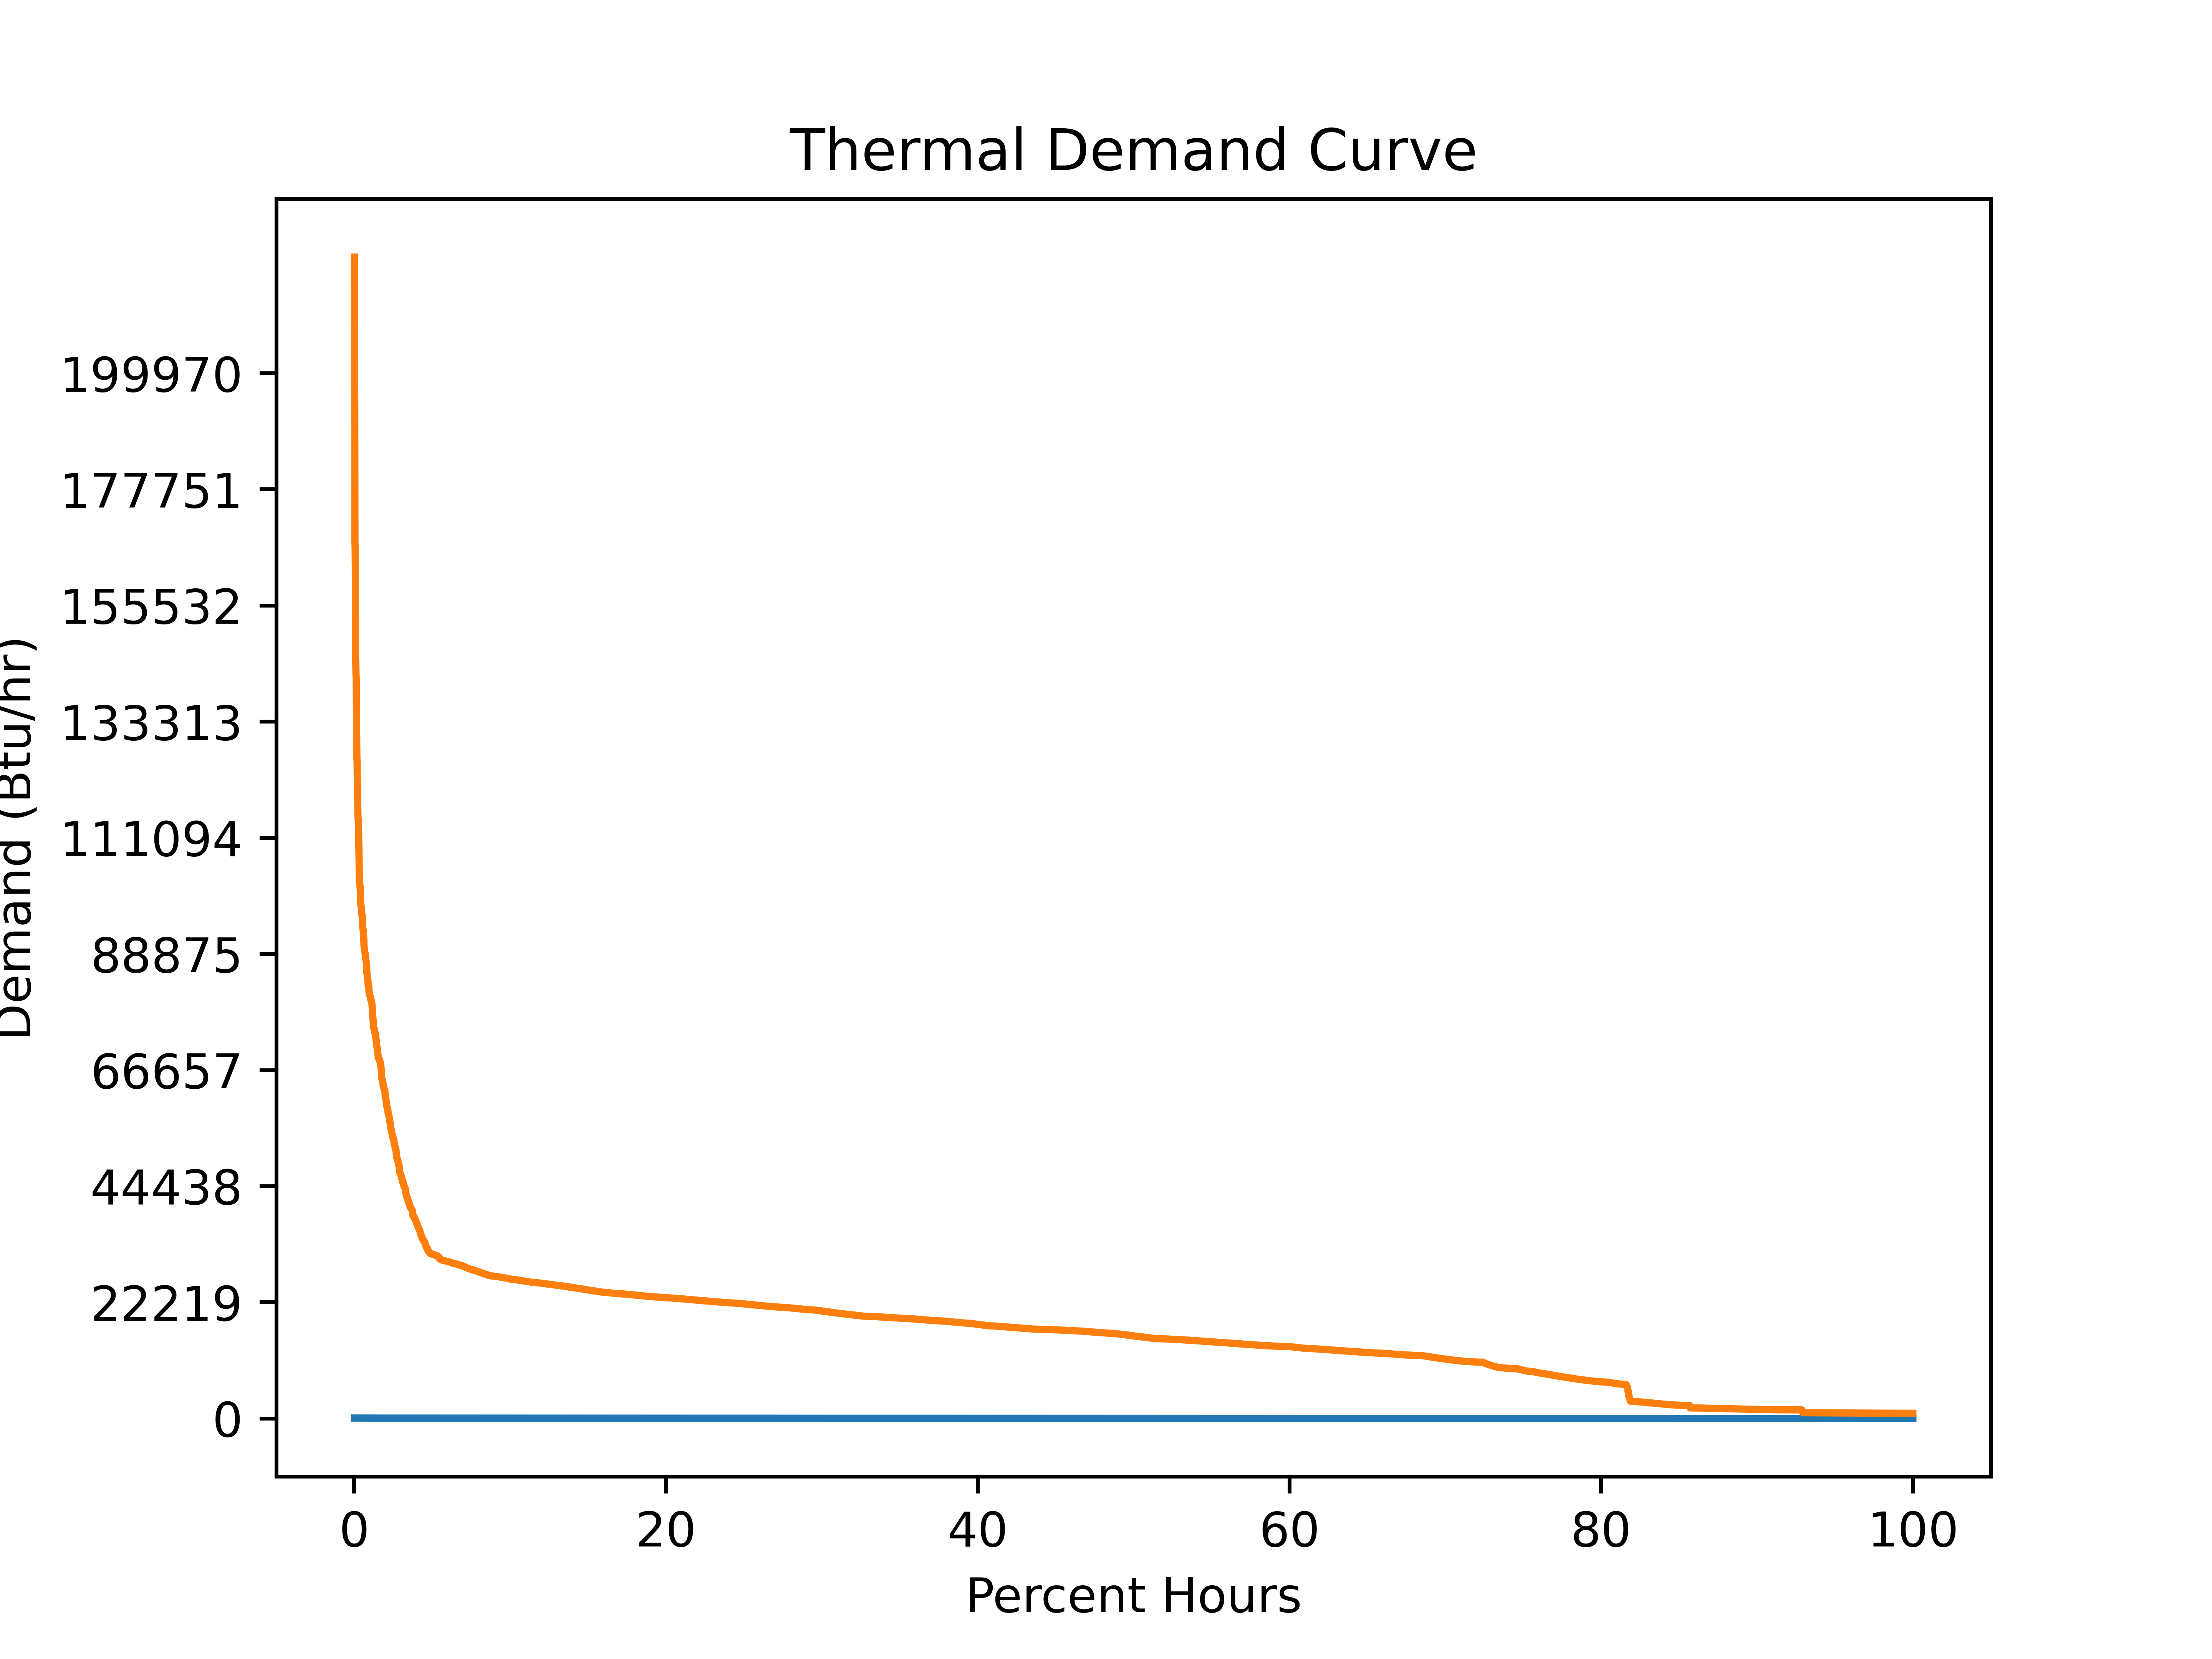 Thermal Demand Curve
Demand (Btu/hr)
199970
177751
155532
133313
111094
88875
66657
44438
22219
0
0 20 40 60 80 100
Percent Hours